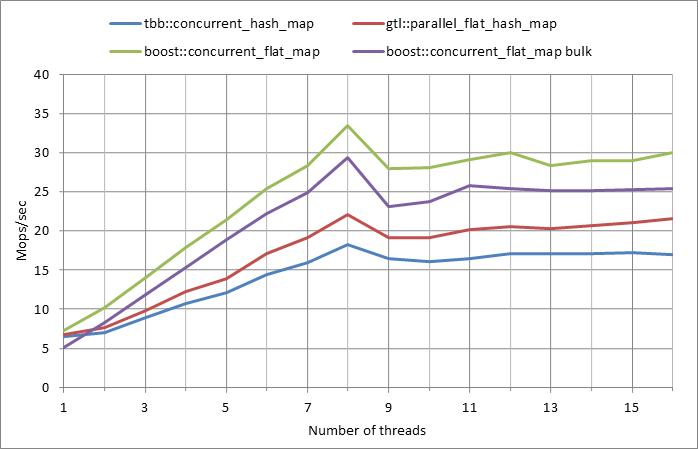 tbb::concurrent_hash_map gtl::parallel_flat_hash_map
boost::concurrent_flat_map boost::concurrent_flat_map bulk
40
35
30
25
20
15
10
5
0
Mops/sec
1 3 5 7 9 11 13 15
Number of threads